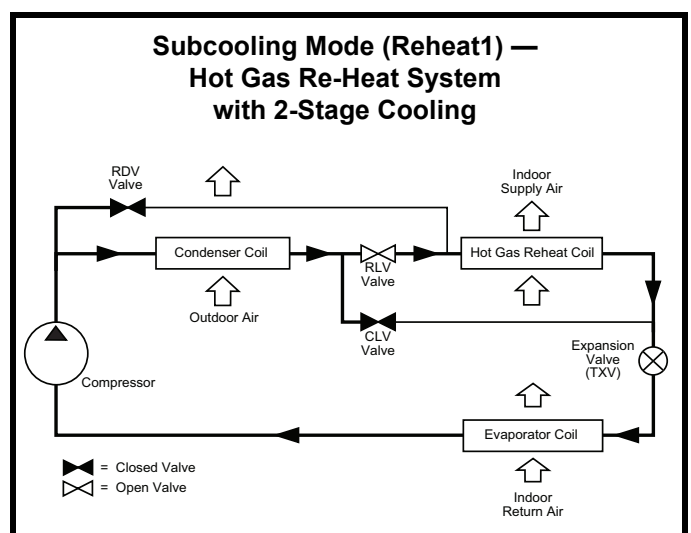 Subcooling Mode (Reheat1) —
Hot Gas Re-Heat System
with 2-Stage Cooling
RDV
Valve
Indoor
Supply Air
Condenser Coil
Hot Gas Reheat Coil
RLV
Valve
Outdoor Air
CLV
Valve
Expansion
Valve
(TXV)
Compressor
Evaporator Coil
= Closed Valve
= Open Valve
Indoor
Return Air